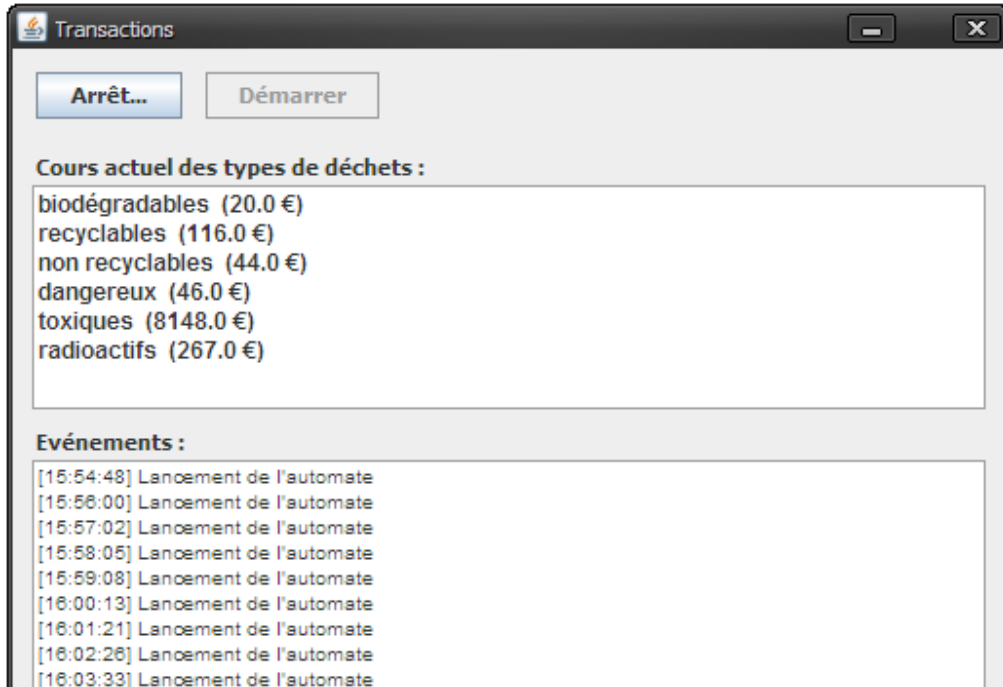 Transactions
Arrêt... Démarrer
Cours actuel des types de déchets :
biodégradables (20.0 €)
recyclables (116.0 €)
non recyclables (44.0 €)
dangereux (46.0 €)
toxiques (8148.0 €)
radioactifs (267.0 €)
Evénements :
[15:54:48] Lancement de l'automate
[15:56:00] Lancement de l'automate
[15:57:02] Lancement de l'automate
[15:58:05] Lancement de l'automate
[15:59:08] Lancement de l'automate
[16:00:13] Lancement de l'automate
[16:01:21] Lancement de l'automate
[16:02:26] Lancement de l'automate
[16:03:33] Lancement de l'automate